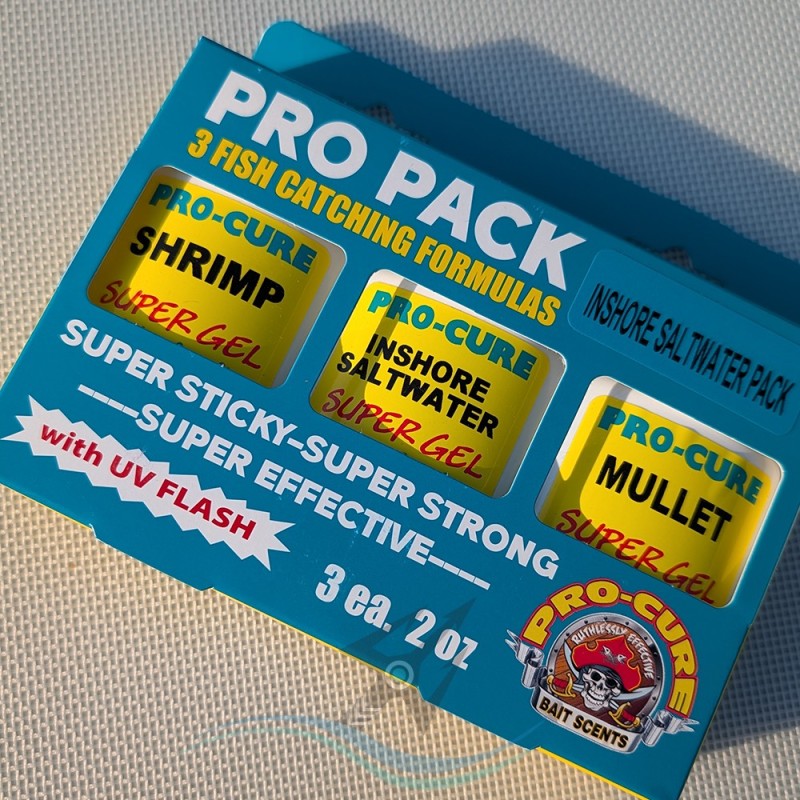 PRO PACK
3 FISH CATCHING FORMULAS
INSHORE SALTWATER PACK
PRO-CURE
SHRIMP
SUPER GEL
PRO-CURE
INSHORE
SALTWATER
SUPER GEL
PRO-CURE
MULLET
SUPER GEL
SUPER STICKY-SUPER STRONG
----SUPER EFFECTIVE----
with UV FLASH
3 ea. 2 oz
PRO-CURE
RUTHLESSLY EFFECTIVE
BAIT SCENTS